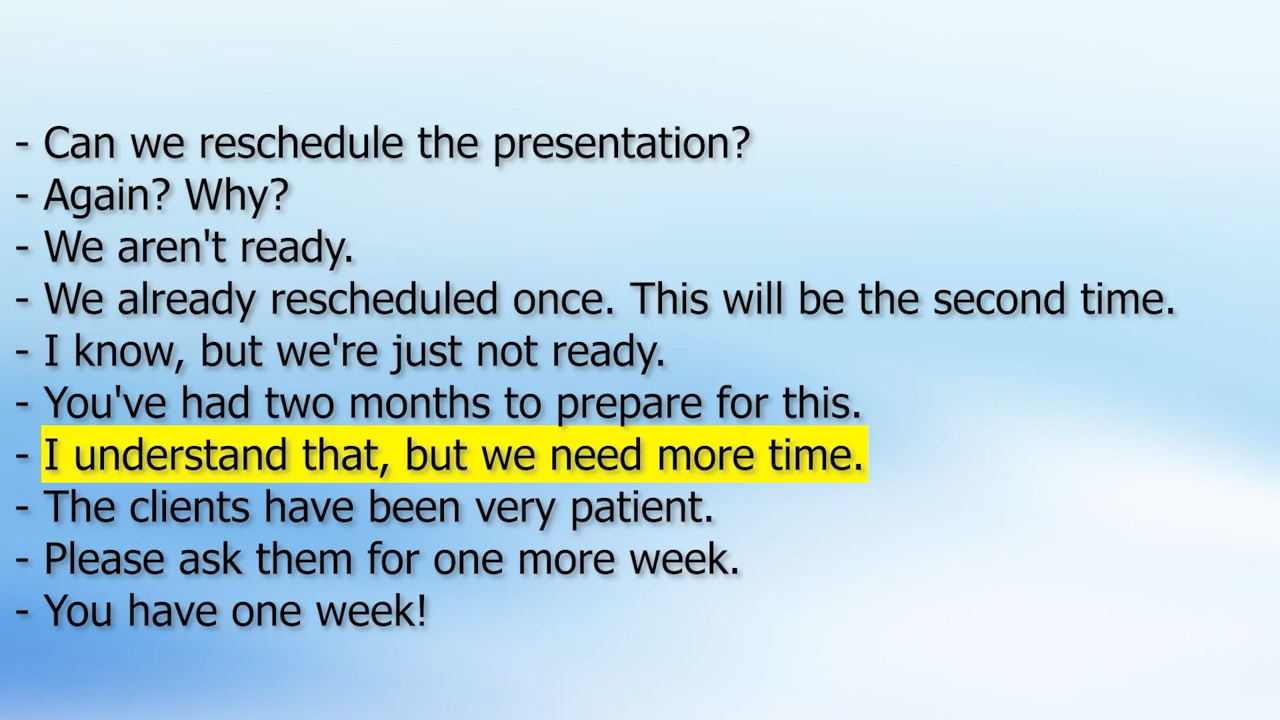 - Can we reschedule the presentation?
- Again? Why?
- We aren't ready.
- We already rescheduled once. This will be the second time.
- I know, but we're just not ready.
- You've had two months to prepare for this.
- I understand that, but we need more time.
- The clients have been very patient.
- Please ask them for one more week.
- You have one week!